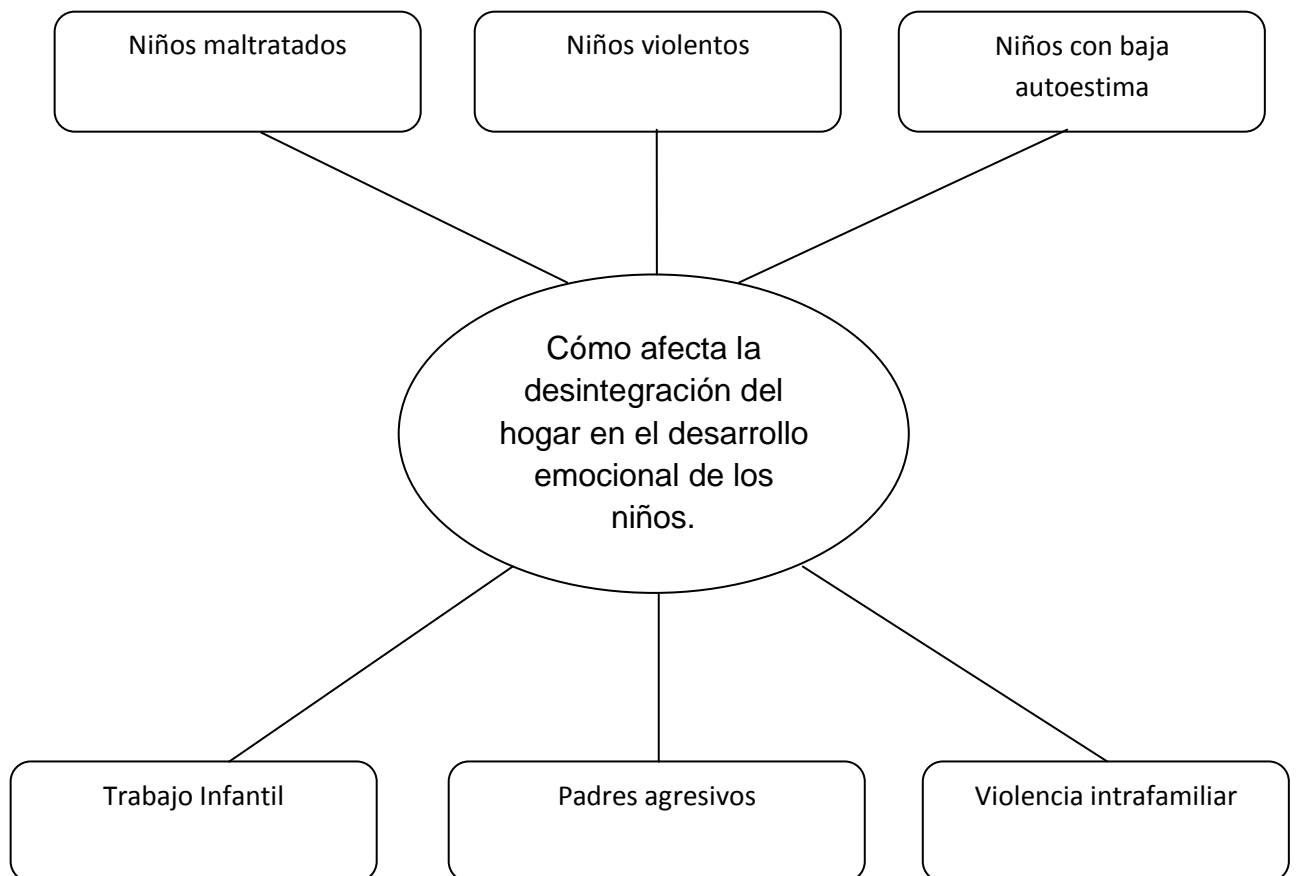 Niños maltratados
Niños violentos
Niños con baja
autoestima
Cómo afecta la
desintegración del
hogar en el desarrollo
emocional de los
niños.
Trabajo Infantil
Padres agresivos
Violencia intrafamiliar